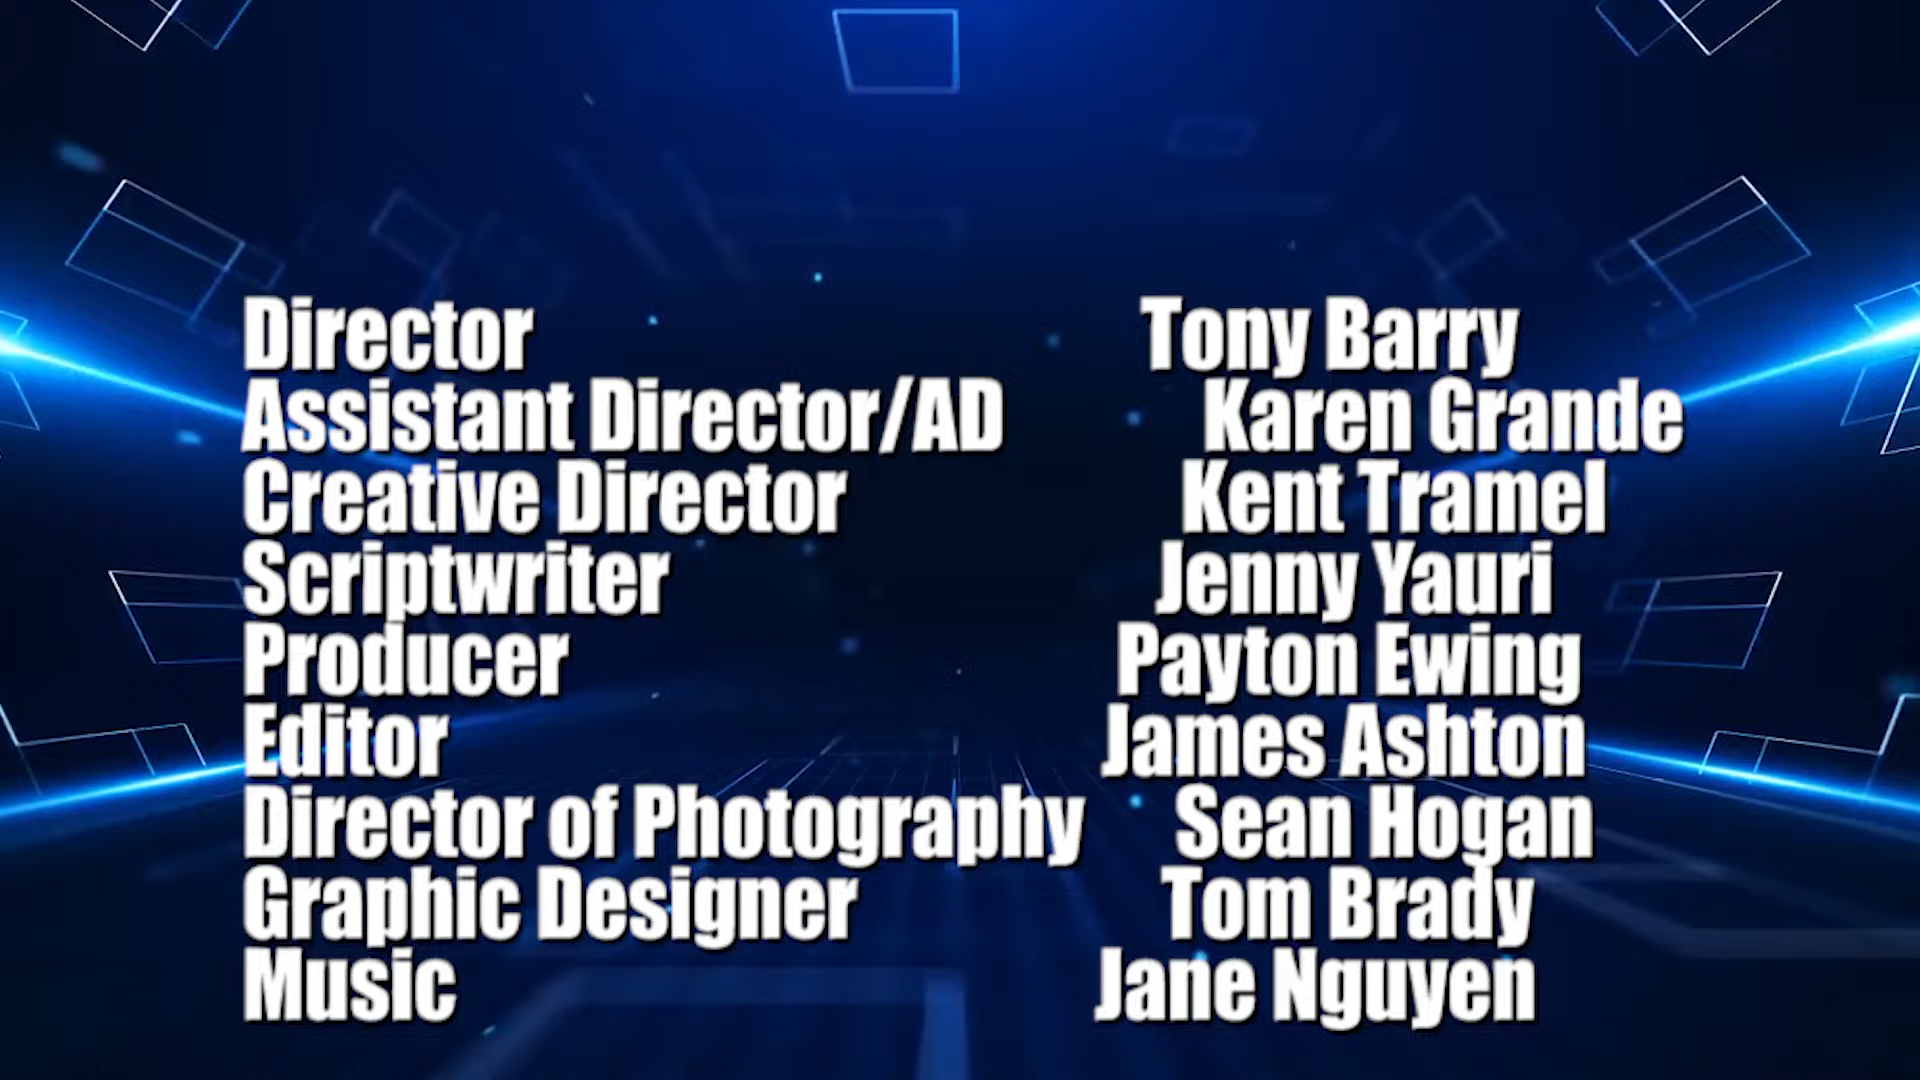 Director Tony Barry
Assistant Director/AD Karen Grande
Creative Director Kent Tramel
Scriptwriter Jenny Yauri
Producer Payton Ewing
Editor James Ashton
Director of Photography Sean Hogan
Graphic Designer Tom Brady
Music Jane Nguyen